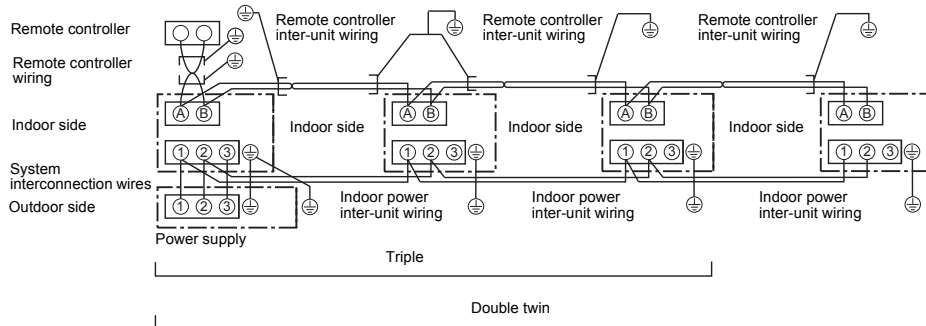 Remote controller
Remote controller
wiring
Remote controller
inter-unit wiring
Remote controller
inter-unit wiring
Remote controller
inter-unit wiring
A B
A B
A B
A B
Indoor side
Indoor side
Indoor side
Indoor side
1 2 3
1 2 3
1 2 3
1 2 3
System
interconnection wires
Outdoor side
1 2 3
Indoor power
inter-unit wiring
Indoor power
inter-unit wiring
Indoor power
inter-unit wiring
Power supply
Triple
Double twin